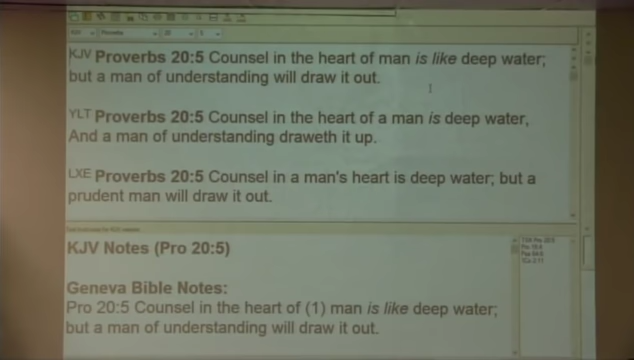 KJV Proverbs 20:5 Counsel in the heart of man is like deep water;
but a man of understanding will draw it out.
YLT Proverbs 20:5 Counsel in the heart of a man is deep water,
And a man of understanding draweth it up.
LXE Proverbs 20:5 Counsel in a man's heart is deep water; but a
prudent man will draw it out.
KJV Notes (Pro 20:5)
Geneva Bible Notes:
Pro 20:5 Counsel in the heart of (1) man is like deep water;
but a man of understanding will draw it out.